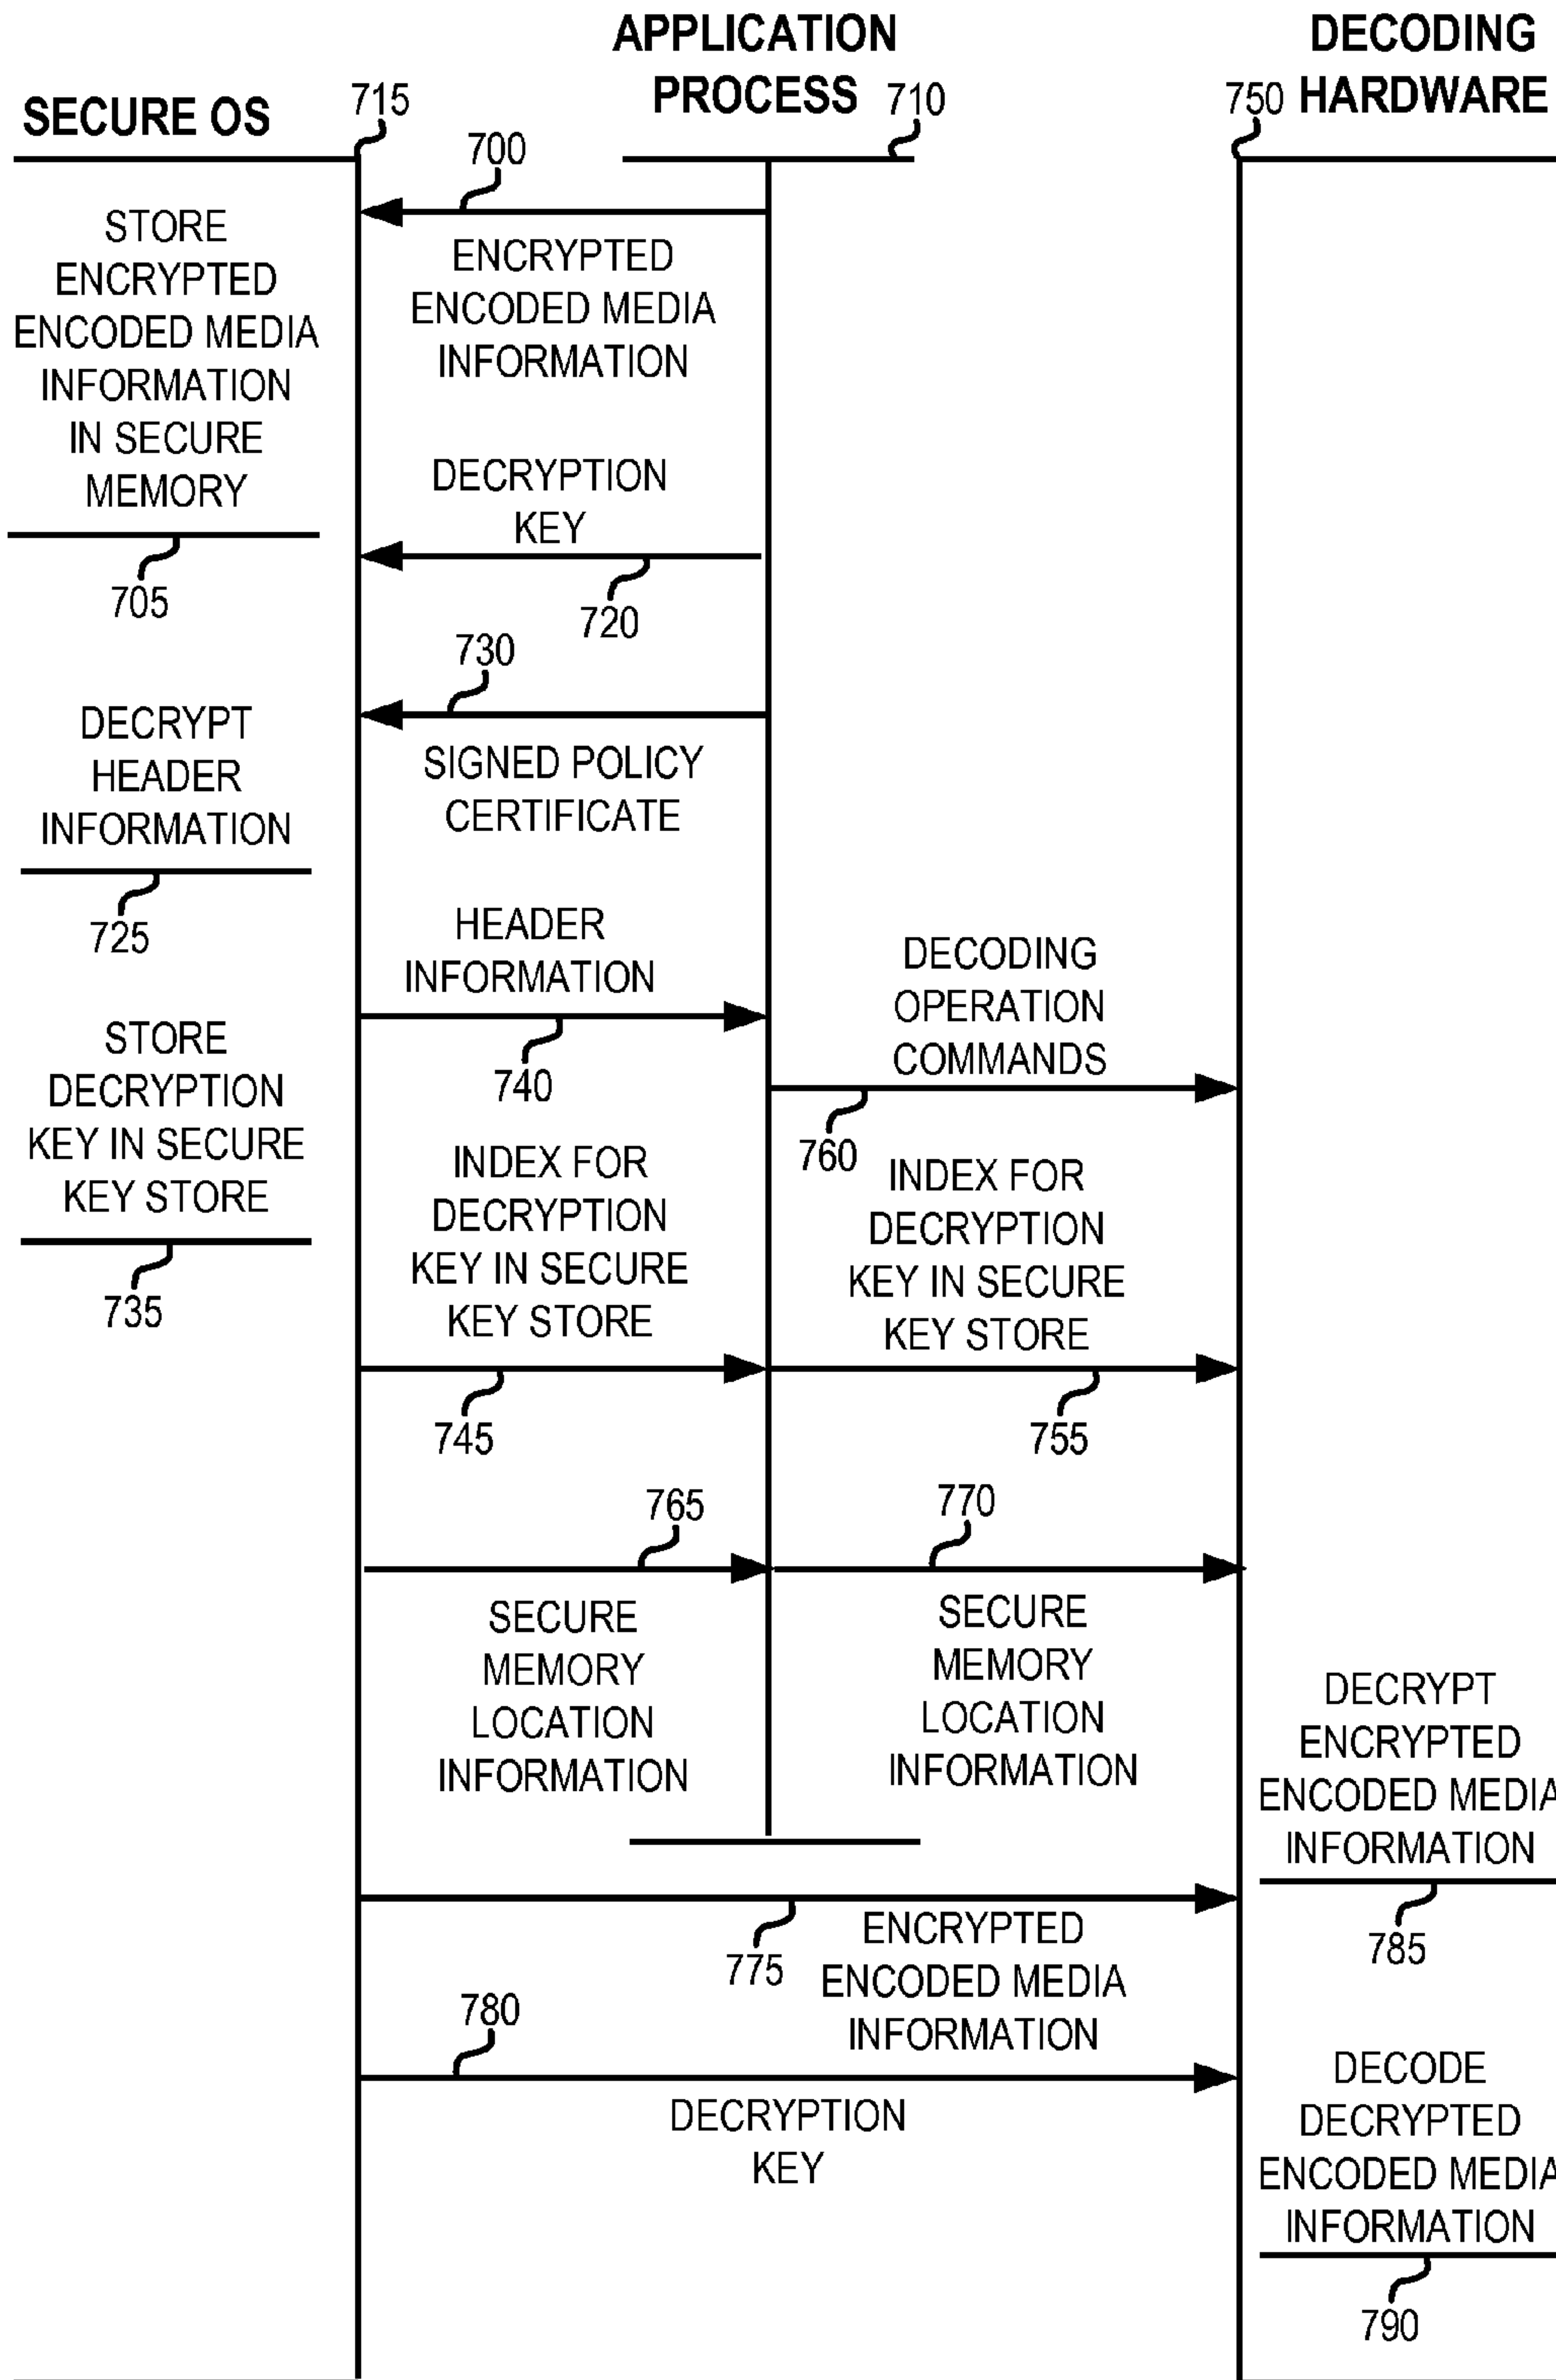 APPLICATION
PROCESS
710
DECODING
HARDWARE
750
SECURE OS
715
700
STORE
ENCRYPTED
ENCODED MEDIA
INFORMATION
IN SECURE
MEMORY
705
ENCRYPTED
ENCODED MEDIA
INFORMATION
DECRYPTION
KEY
720
730
SIGNED POLICY
CERTIFICATE
DECRYPT
HEADER
INFORMATION
725
HEADER
INFORMATION
740
DECODING
OPERATION
COMMANDS
760
STORE
DECRYPTION
KEY IN SECURE
KEY STORE
735
INDEX FOR
DECRYPTION
KEY IN SECURE
KEY STORE
745
INDEX FOR
DECRYPTION
KEY IN SECURE
KEY STORE
755
765
SECURE
MEMORY
LOCATION
INFORMATION
770
SECURE
MEMORY
LOCATION
INFORMATION
DECRYPT
ENCRYPTED
ENCODED MEDIA
INFORMATION
785
775
ENCRYPTED
ENCODED MEDIA
INFORMATION
780
DECRYPTION
KEY
DECODE
DECRYPTED
ENCODED MEDIA
INFORMATION
790